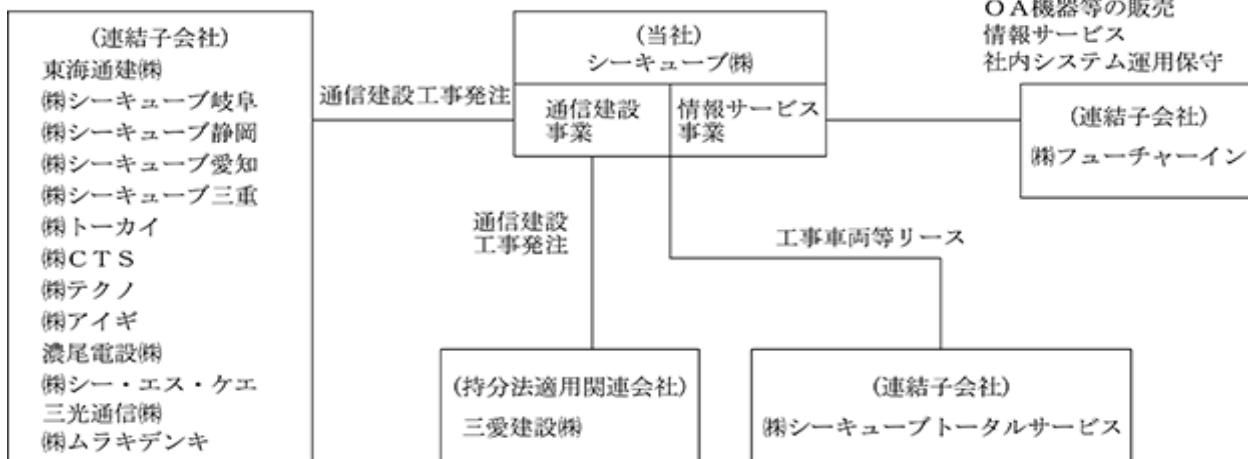 (連結子会社)
東海通建㈱
㈱シーキューブ岐阜
㈱シーキューブ静岡
㈱シーキューブ愛知
㈱シーキューブ三重
㈱トーカイ
㈱ＣＴＳ
㈱テクノ
㈱アイギ
濃尾電設㈱
㈱シー・エス・ケエ
三光通信㈱
㈱ムラキデンキ
通信建設工事発注
(当社)
シーキューブ㈱
通信建設
事業
情報サービス
事業
ＯＡ機器等の販売
情報サービス
社内システム運用保守
(連結子会社)
㈱フューチャーイン
通信建設
工事発注
工事車両等リース
(持分法適用関連会社)
三愛建設㈱
(連結子会社)
㈱シーキューブトータルサービス